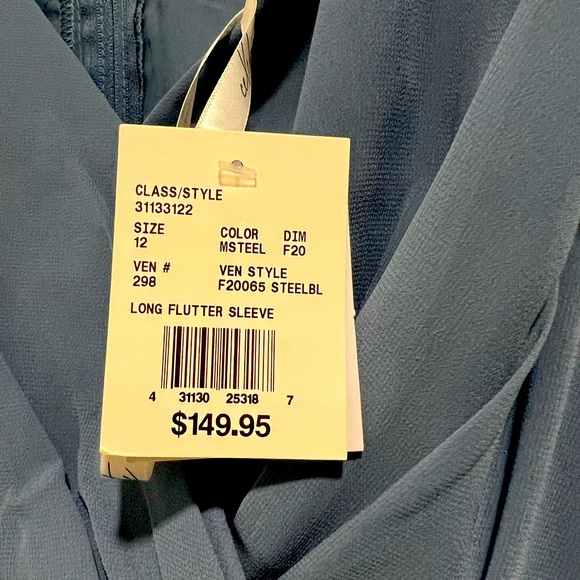 CLASS/STYLE
31133122
SIZE
12
COLOR DIM
MSTEEL F20
VEN #
298
VEN STYLE
F20065 STEELBL
LONG FLUTTER SLEEVE
4 31130 25318 7
$149.95